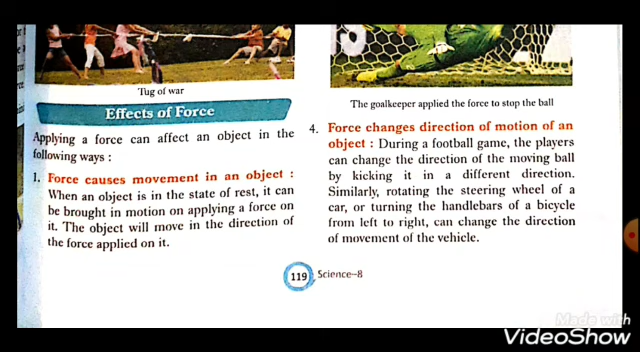 Tug of war
Effects of Force
Applying a force can affect an object in the
following ways :
1. Force causes movement in an object :
When an object is in the state of rest, it can
be brought in motion on applying a force on
it. The object will move in the direction of
the force applied on it.
The goalkeeper applied the force to stop the ball
4. Force changes direction of motion of an
object : During a football game, the players
can change the direction of the moving ball
by kicking it in a different direction.
Similarly, rotating the steering wheel of a
car, or turning the handlebars of a bicycle
from left to right, can change the direction
of movement of the vehicle.
119 Science–8
Made with
VideoShow